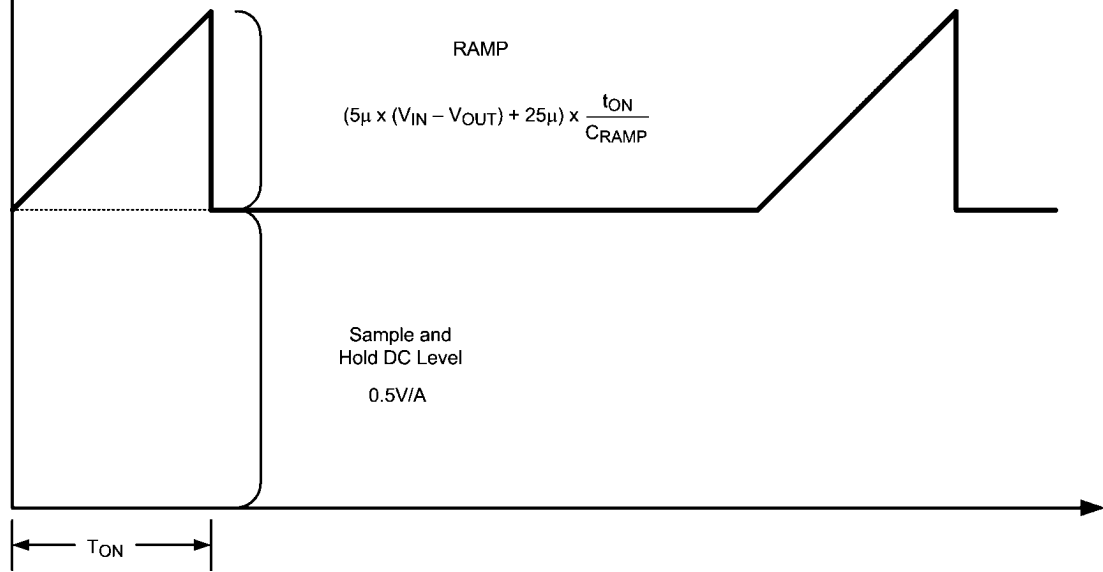 RAMP
(5μ x (VIN – VOUT) + 25μ) x tON / CRAMP
Sample and
Hold DC Level
0.5V/A
TON